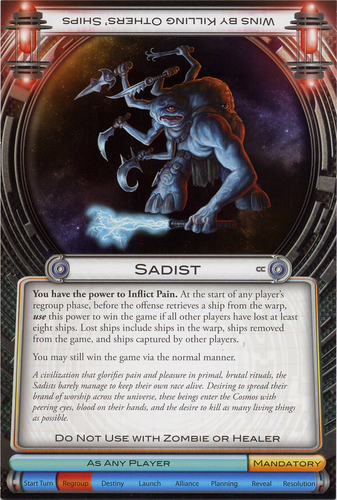 WINS BY KILLING OTHERS' SHIPS
SADIST
CC
You have the power to Inflict Pain. At the start of any player's
regroup phase, before the offense retrieves a ship from the warp,
use this power to win the game if all other players have lost at least
eight ships. Lost ships include ships in the warp, ships removed
from the game, and ships captured by other players.
You may still win the game via the normal manner.
A civilization that glorifies pain and pleasure in primal, brutal rituals, the
Sadists barely manage to keep their own race alive. Desiring to spread their
brand of worship across the universe, these beings enter the Cosmos with
peering eyes, blood on their hands, and the desire to kill as many living things
as possible.
DO NOT USE WITH ZOMBIE OR HEALER
AS ANY PLAYER
MANDATORY
Start Turn Regroup Destiny Launch Alliance Planning Reveal Resolution